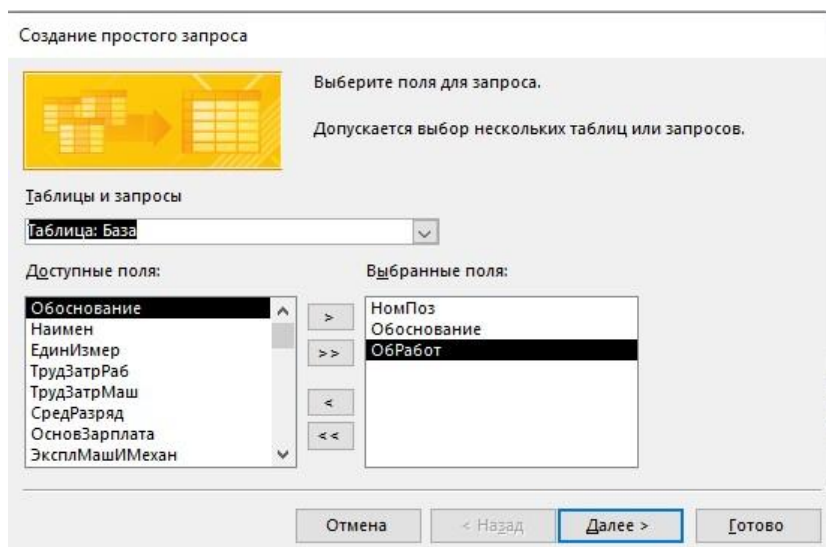 Создание простого запроса
Выберите поля для запроса.
Допускается выбор нескольких таблиц или запросов.
Таблицы и запросы
Таблица: База
Доступные поля:
Обоснование
Наимен
ЕдинИзмер
ТрудЗатрРаб
ТрудЗатрМаш
СредРазряд
ОсновЗарплата
ЭксплМашИМехан
>
>>
<
<<
Выбранные поля:
НомПоз
Обоснование
ОбРабот
Отмена
< Назад
Далее >
Готово